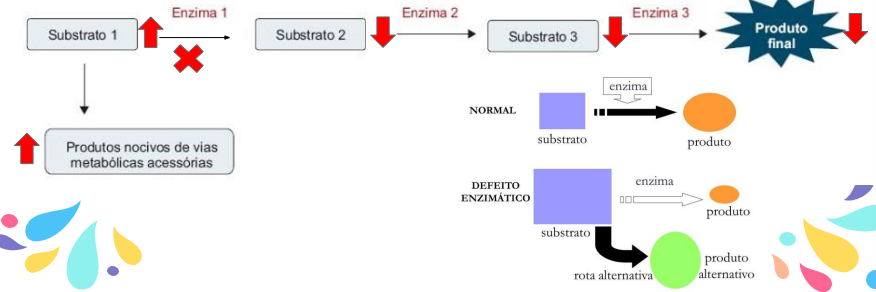 Enzima 1
Enzima 2
Enzima 3
Substrato 1
Substrato 2
Substrato 3
Produto
final
Produtos nocivos de vias
metabólicas acessórias
enzima
NORMAL
substrato
produto
DEFEITO
ENZIMÁTICO
enzima
produto
substrato
rota alternativa
produto
alternativo